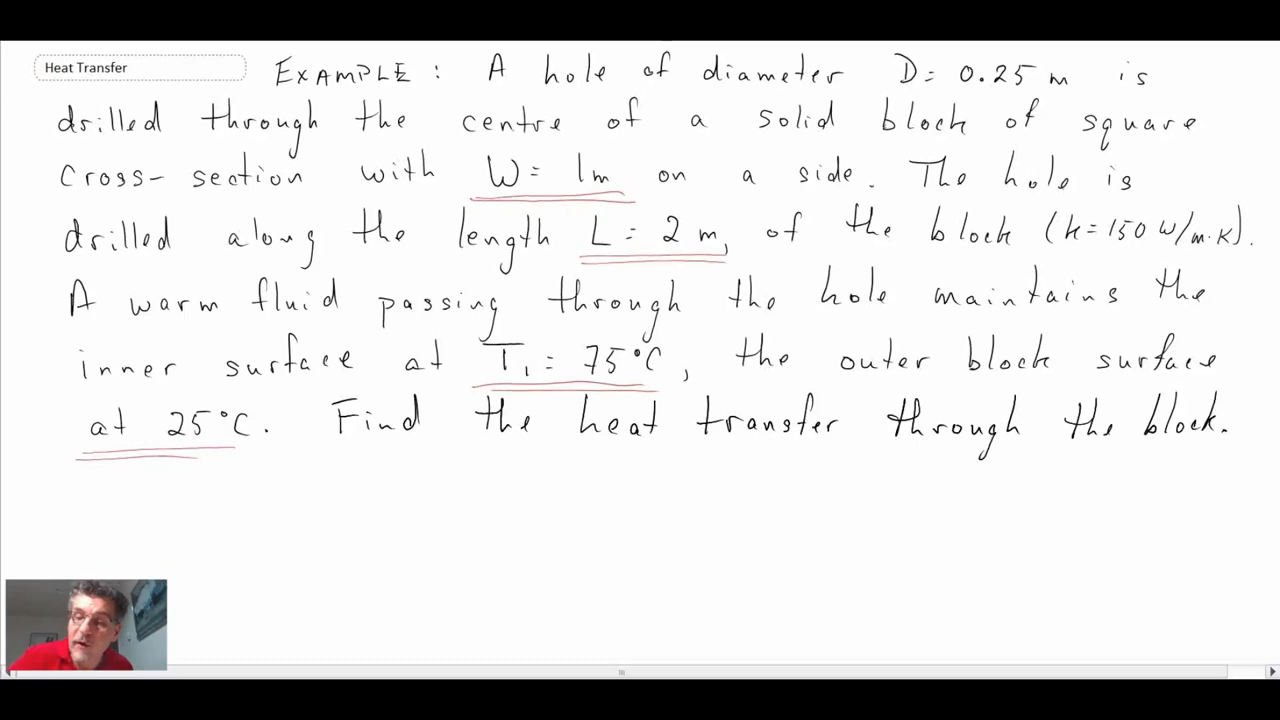 Heat Transfer
EXAMPLE: A hole of diameter D= 0.25 m is
drilled through the centre of a solid block of square
cross-section with W= 1m on a side. The hole is
drilled along the length L= 2 m, of the block (k=150 W/m·K).
A warm fluid passing through the hole maintains the
inner surface at T₁= 75°C, the outer block surface
at 25°C. Find the heat transfer through the block.